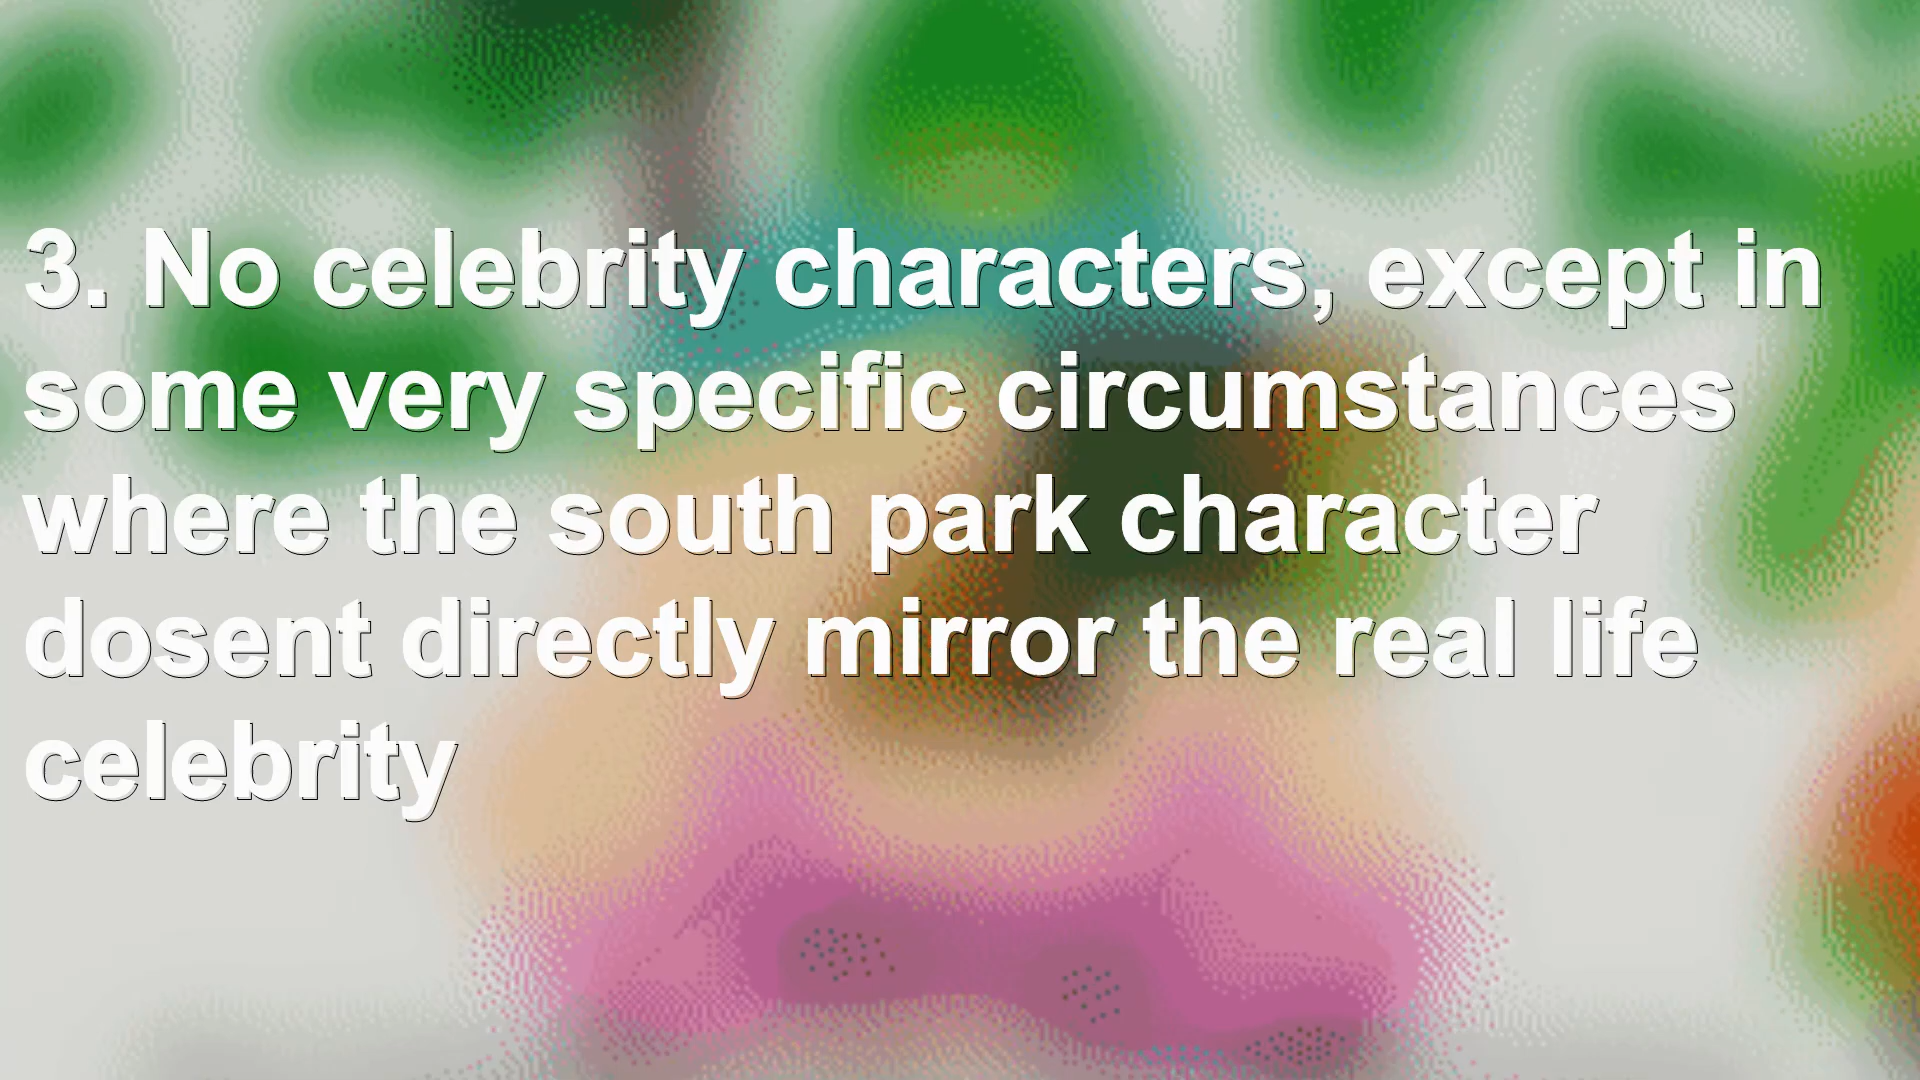 3. No celebrity characters, except in
some very specific circumstances
where the south park character
dosent directly mirror the real life
celebrity